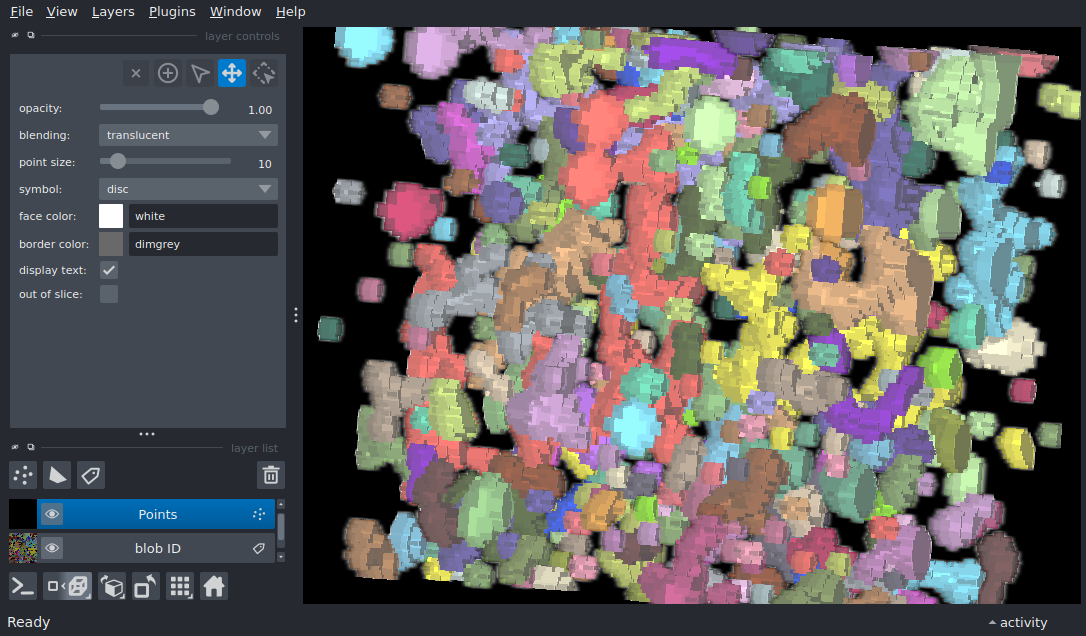 File View Layers Plugins Window Help
layer controls
opacity: 1.00
blending: translucent
point size: 10
symbol: disc
face color: white
border color: dimgrey
display text:
out of slice:
layer list
Points
blob ID
Ready
activity